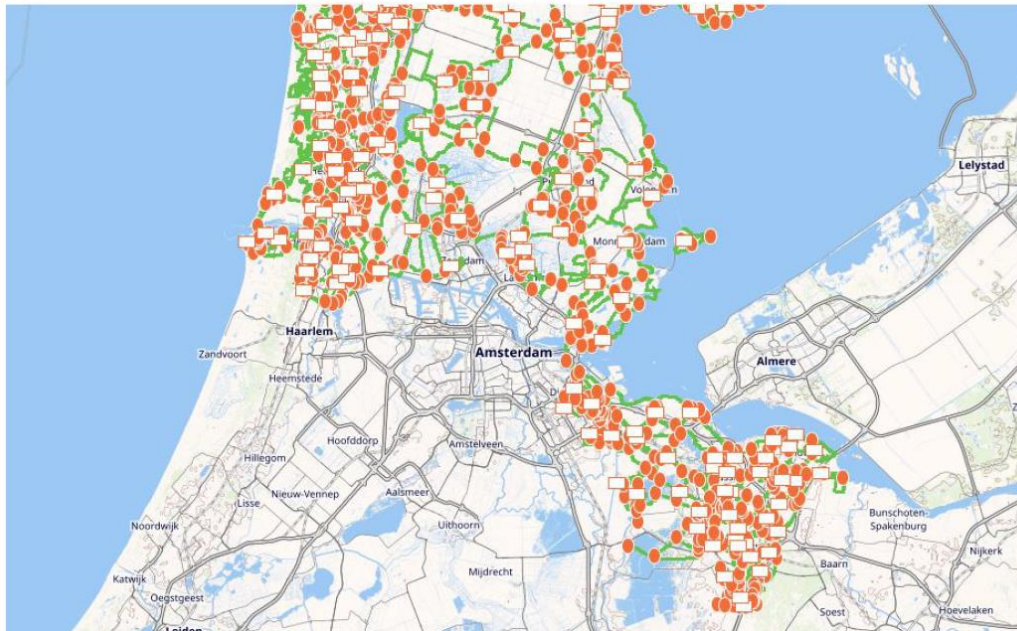 Lelystad
Haarlem
Zandvoort
Amsterdam
Almere
Heemstede
Hoofddorp
Amstelveen
Hillegom
Aalsmeer
Nieuw-Vennep
Lisse
Uithoorn
Noordwijk
Bunschoten-
Spakenburg
Nijkerk
Mijdrecht
Baarn
Katwijk
Oegstgeest
Soest
Hoevelaken
Leiden